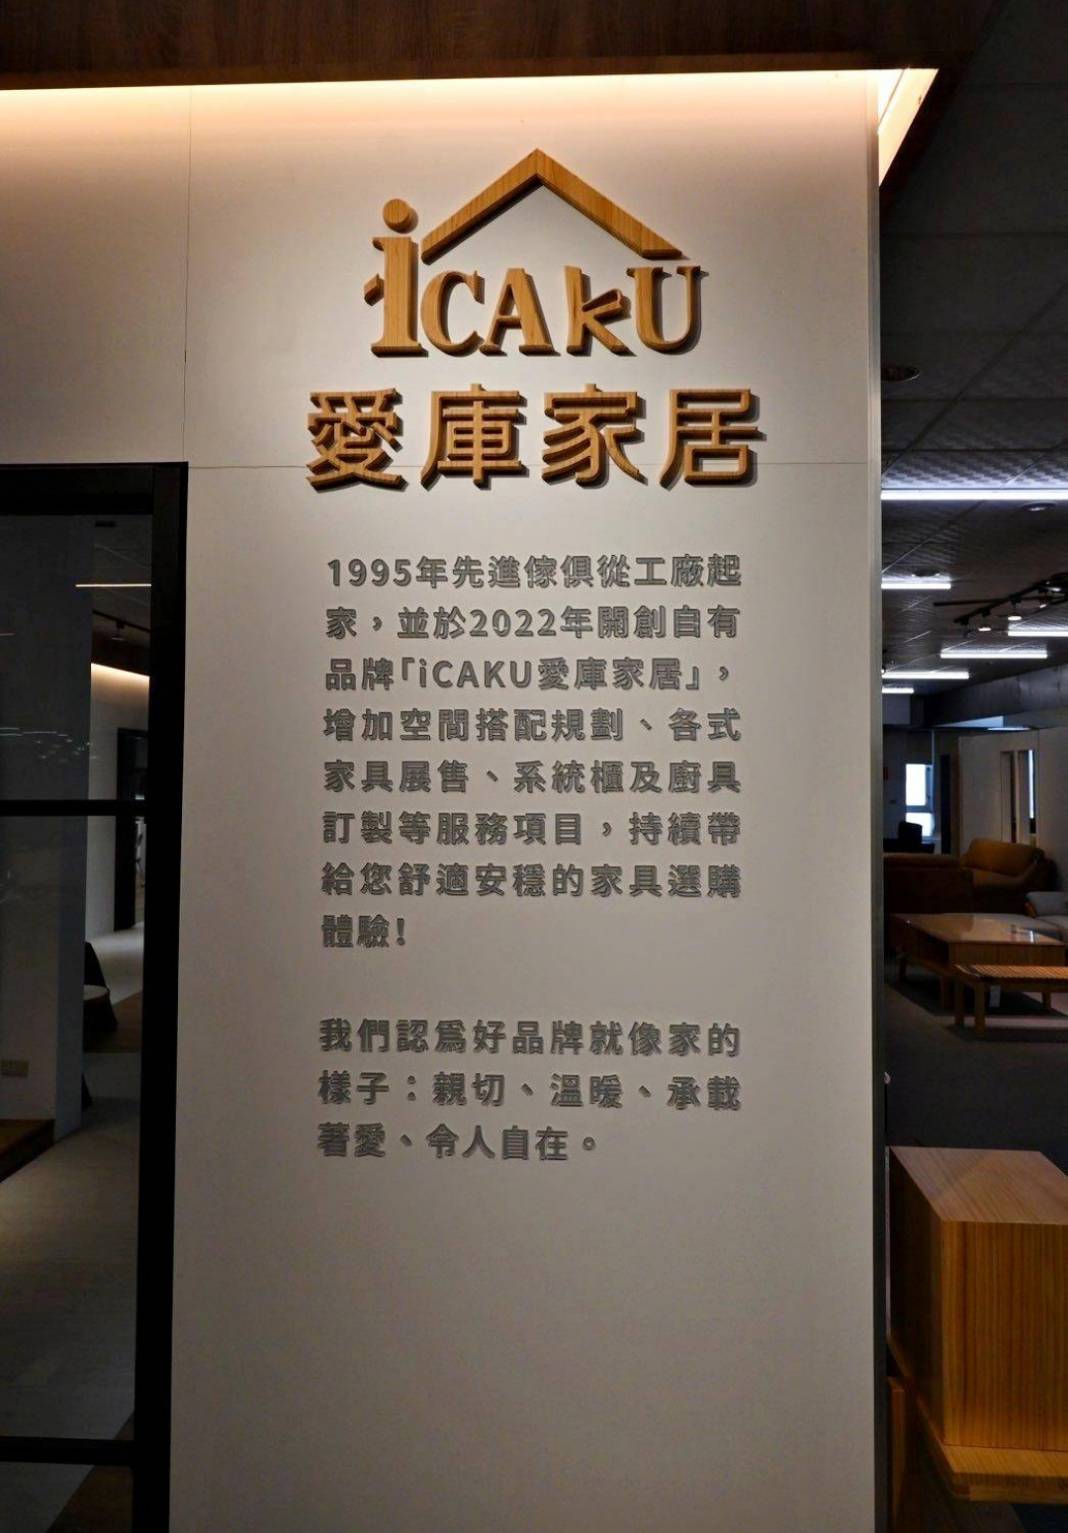 iCAkU
愛庫家居
1995年先進傢俱從工廠起
家，並於2022年開創自有
品牌「iCAKU愛庫家居」，
增加空間搭配規劃、各式
家具展售、系統櫃及廚具
訂製等服務項目，持續帶
給您舒適安穩的家具選購
體驗！
我們認為好品牌就像家的
樣子：親切、溫暖、承載
著愛、令人自在。